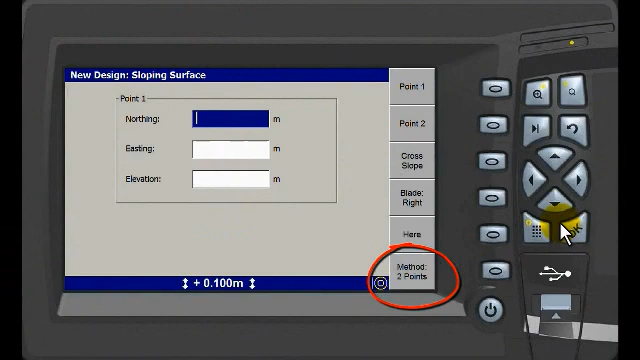 New Design: Sloping Surface
Point 1
Northing:
m
Easting:
m
Elevation:
m
Point 1
Point 2
Cross
Slope
Blade:
Right
Here
Method:
2 Points
+ 0.100m
OK